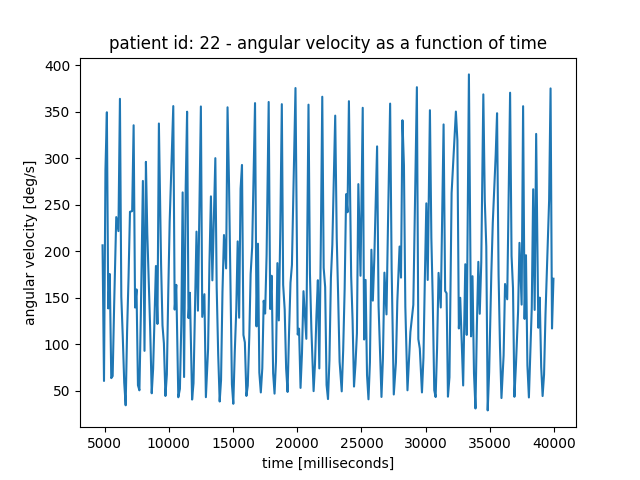 patient id: 22 - angular velocity as a function of time
angular velocity [deg/s]
400
350
300
250
200
150
100
50
5000 10000 15000 20000 25000 30000 35000 40000
time [milliseconds]